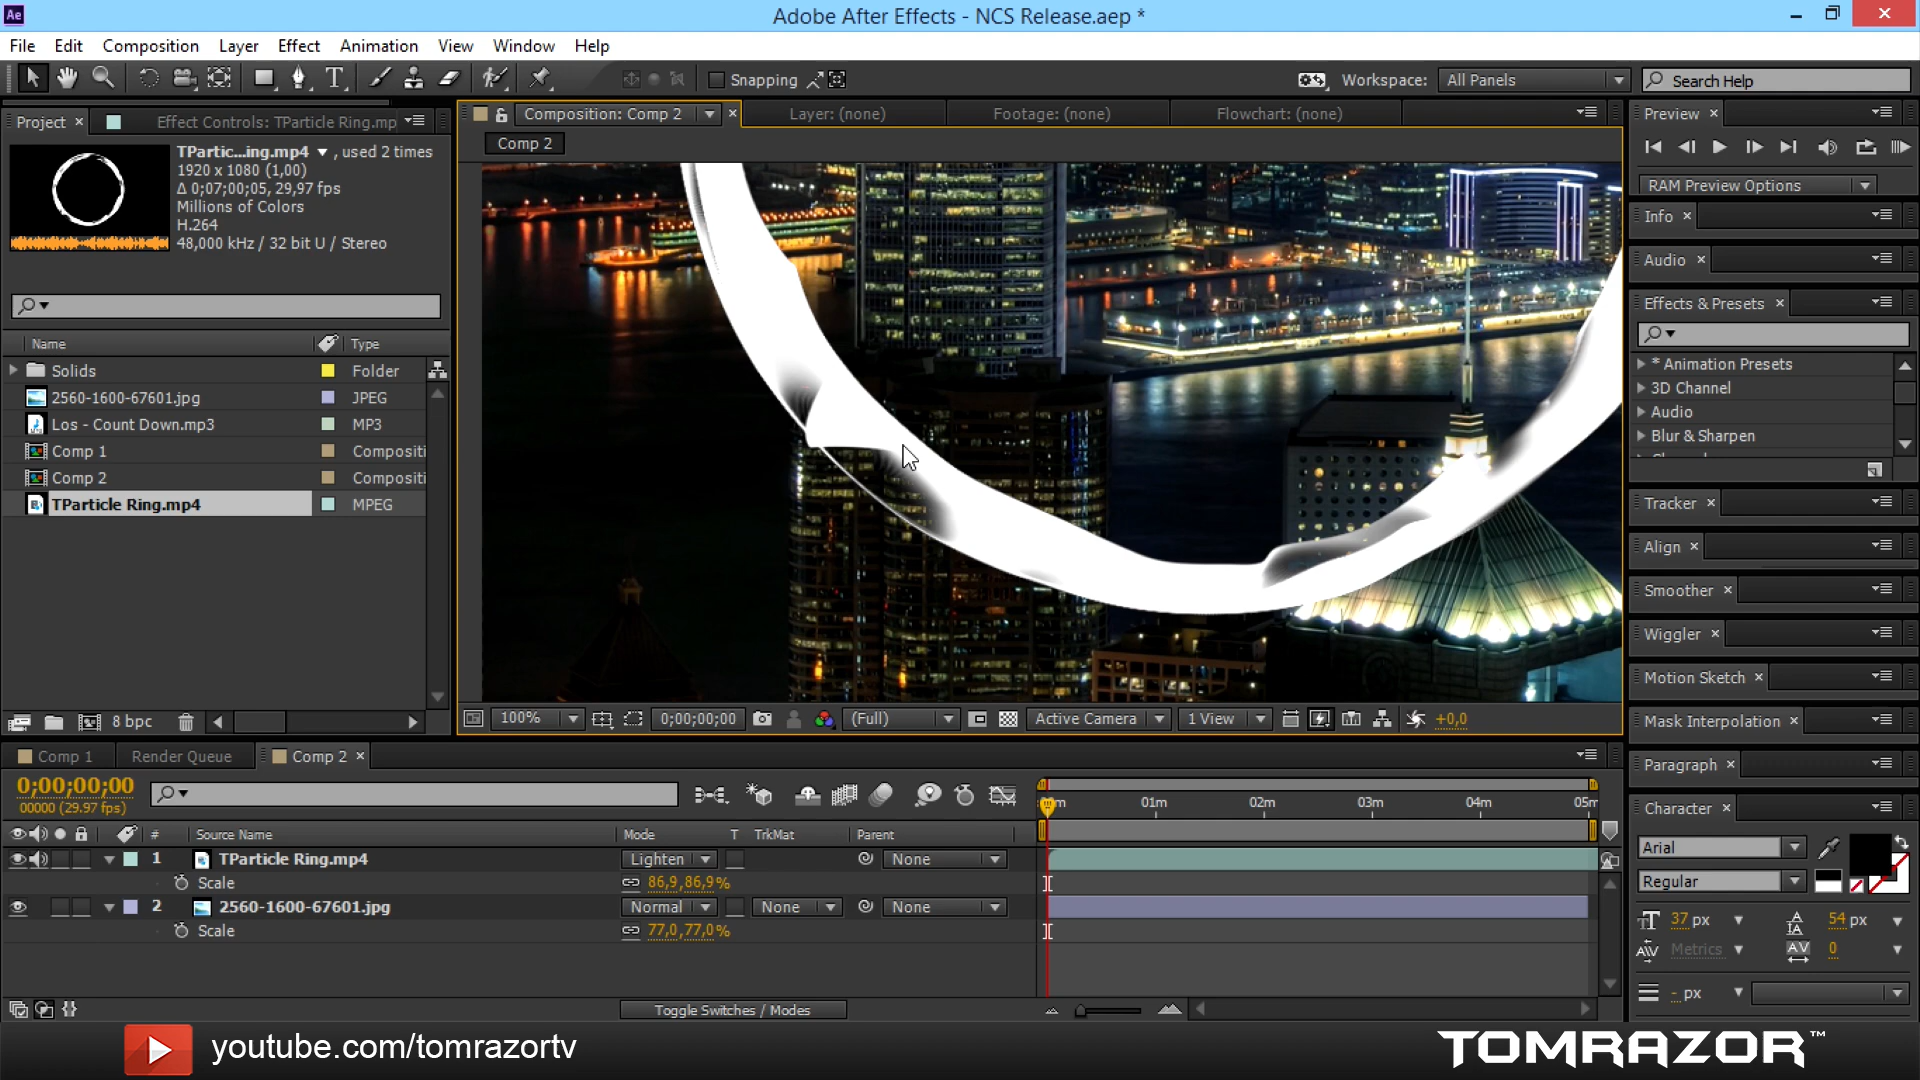 Ae
Adobe After Effects - NCS Release.aep *
File Edit Composition Layer Effect Animation View Window Help
Snapping
Workspace: All Panels
Search Help
Project × Effect Controls: TParticle Ring.mp
TPartic...ing.mp4 ▼ , used 2 times
1920 x 1080 (1,00)
Δ 0;07;00;05, 29,97 fps
Millions of Colors
H.264
48,000 kHz / 32 bit U / Stereo
Name Type
Solids Folder
2560-1600-67601.jpg JPEG
Los - Count Down.mp3 MP3
Comp 1 Compositi
Comp 2 Compositi
TParticle Ring.mp4 MPEG
8 bpc
Composition: Comp 2 × Layer: (none) Footage: (none) Flowchart: (none)
Comp 2
100% 0;00;00;00 (Full) Active Camera 1 View +0,0
Preview ×
RAM Preview Options
Info ×
Audio ×
Effects & Presets ×
* Animation Presets
3D Channel
Audio
Blur & Sharpen
Tracker ×
Align ×
Smoother ×
Wiggler ×
Motion Sketch ×
Mask Interpolation ×
Paragraph ×
Character ×
Arial
Regular
37 px 54 px
Metrics 0
- px
Comp 1 Render Queue Comp 2 ×
0;00;00;00
00000 (29.97 fps)
01m 02m 03m 04m 05m
# Source Name Mode T TrkMat Parent
1 TParticle Ring.mp4 Lighten None
Scale 86,9,86,9%
2 2560-1600-67601.jpg Normal None None
Scale 77,0,77,0%
Toggle Switches / Modes
youtube.com/tomrazortv
TOMRAZOR™